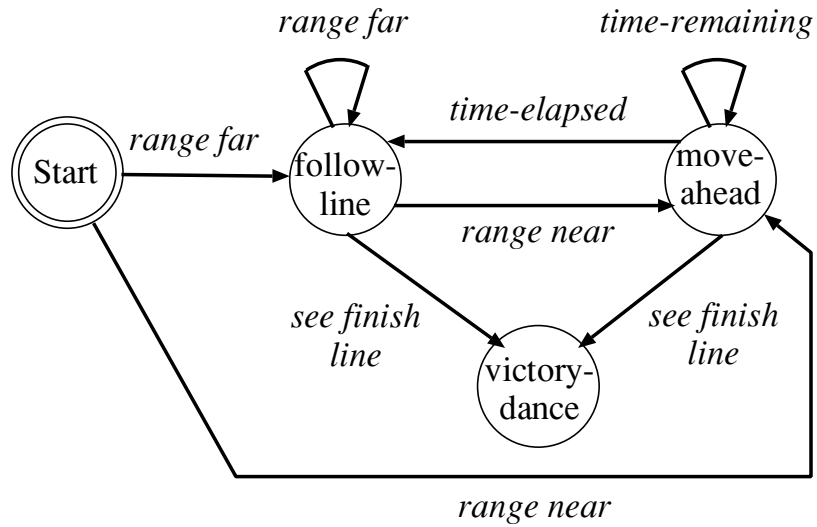 range far
time-remaining
time-elapsed
range far
Start
follow-
line
move-
ahead
range near
see finish
line
see finish
line
victory-
dance
range near